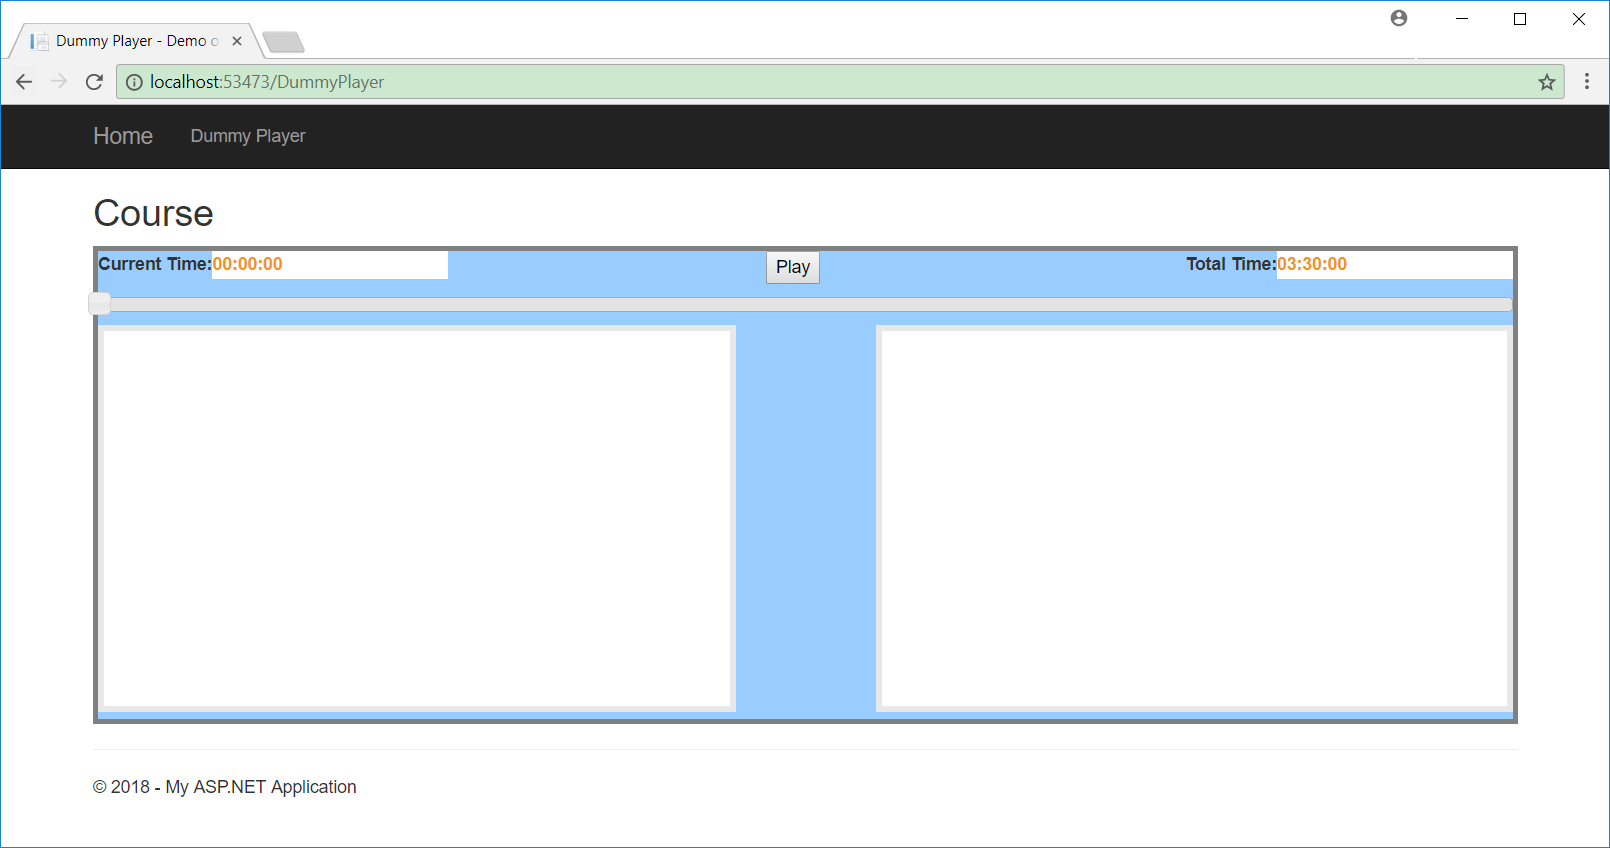 Dummy Player - Demo o
localhost:53473/DummyPlayer
Home Dummy Player
Course
Current Time:00:00:00 Play Total Time:03:30:00
© 2018 - My ASP.NET Application